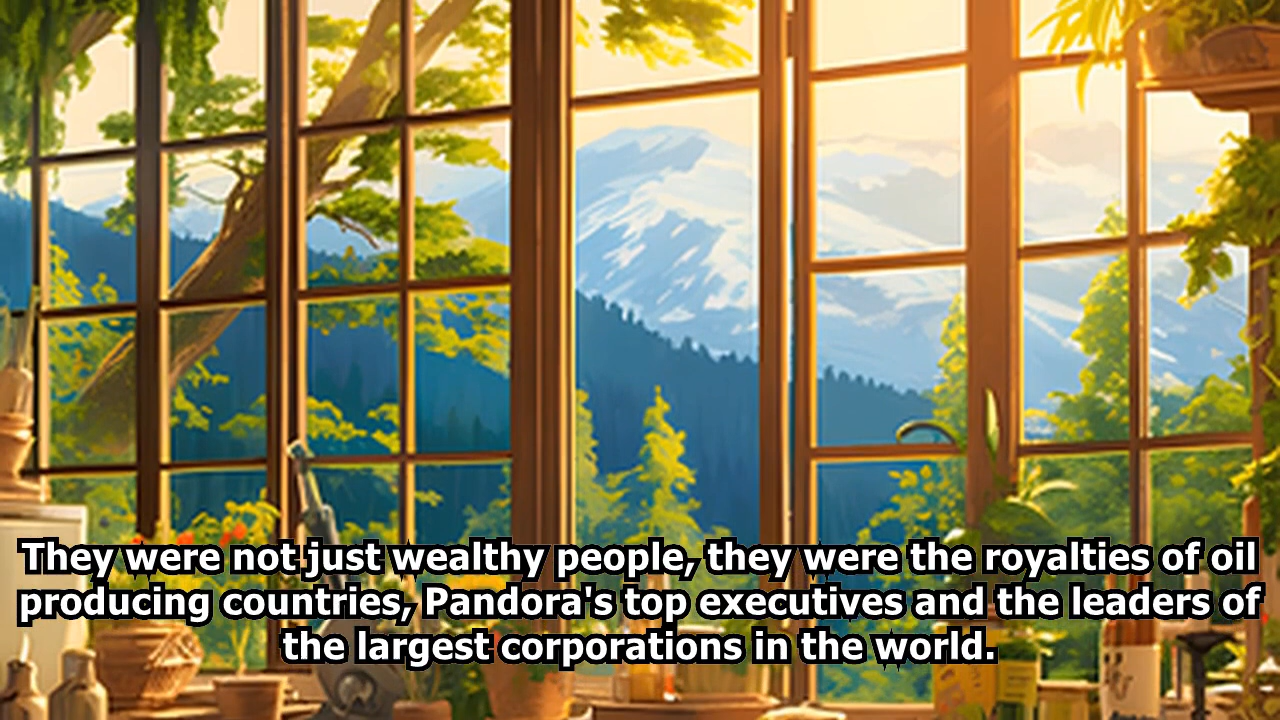 They were not just wealthy people, they were the royalties of oil
producing countries, Pandora's top executives and the leaders of
the largest corporations in the world.